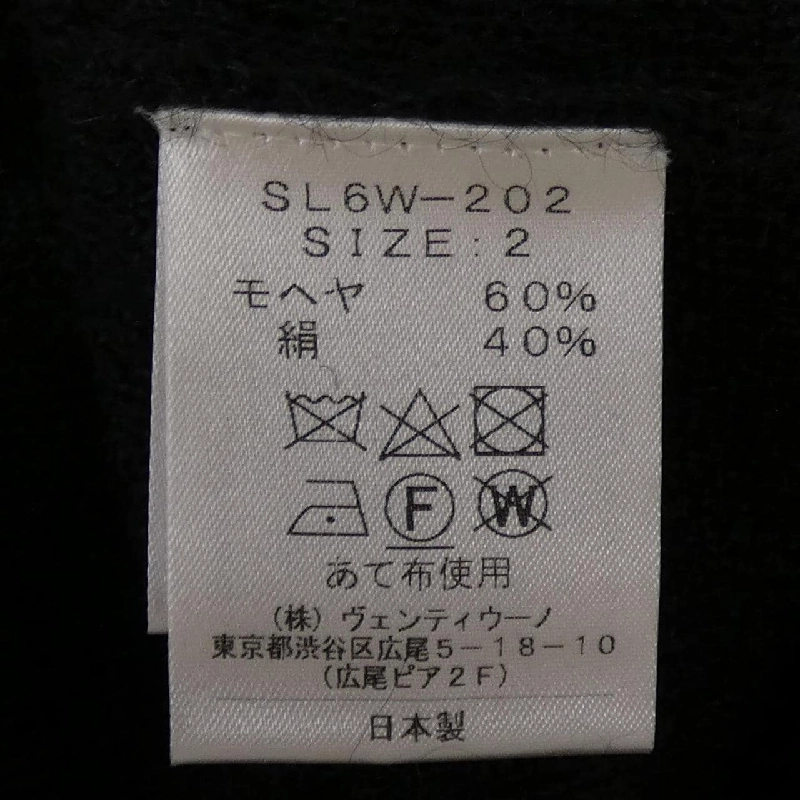 SL6W-202
SIZE:2
モヘヤ 60%
絹 40%
F W
あて布使用
(株)ヴェンティウーノ
東京都渋谷区広尾5-18-10
(広尾ピア2F)
日本製